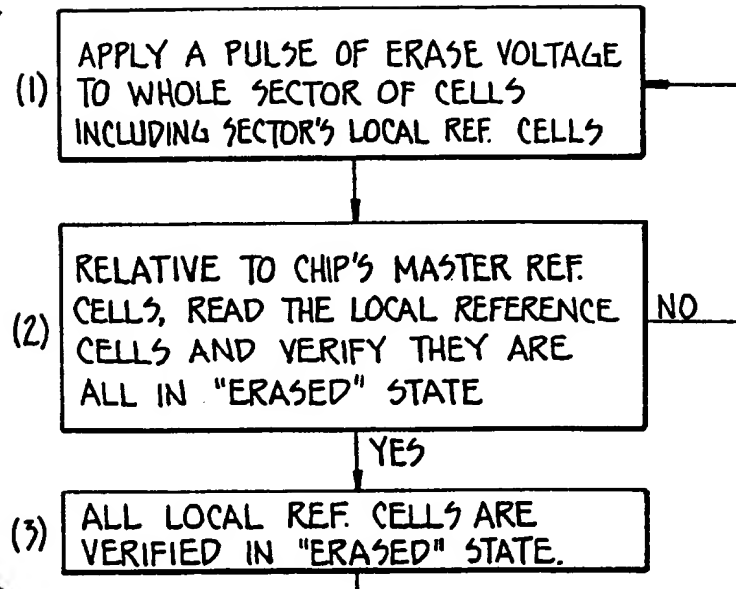 (1)
APPLY A PULSE OF ERASE VOLTAGE
TO WHOLE SECTOR OF CELLS
INCLUDING SECTOR'S LOCAL REF. CELLS
(2)
RELATIVE TO CHIP'S MASTER REF.
CELLS, READ THE LOCAL REFERENCE
CELLS AND VERIFY THEY ARE
ALL IN "ERASED" STATE
NO
YES
(3)
ALL LOCAL REF. CELLS ARE
VERIFIED IN "ERASED" STATE.